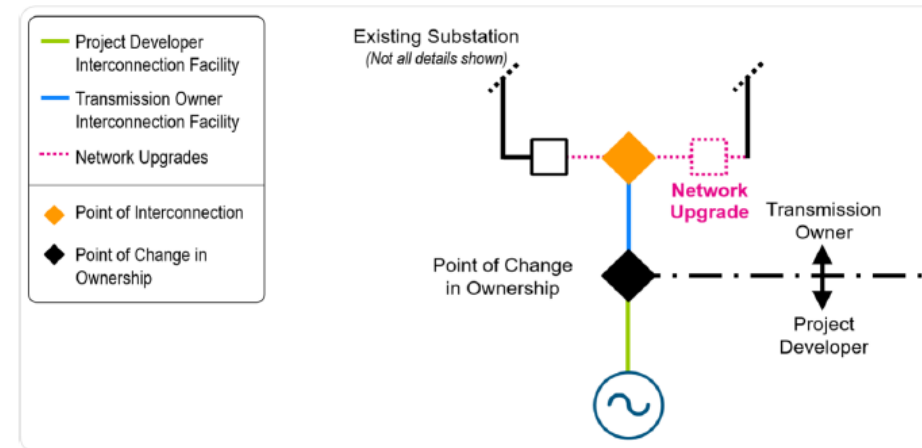 Project Developer
Interconnection Facility
Transmission Owner
Interconnection Facility
Network Upgrades
Point of Interconnection
Point of Change in
Ownership
Existing Substation
(Not all details shown)
Network
Upgrade
Transmission
Owner
Point of Change
in Ownership
Project
Developer